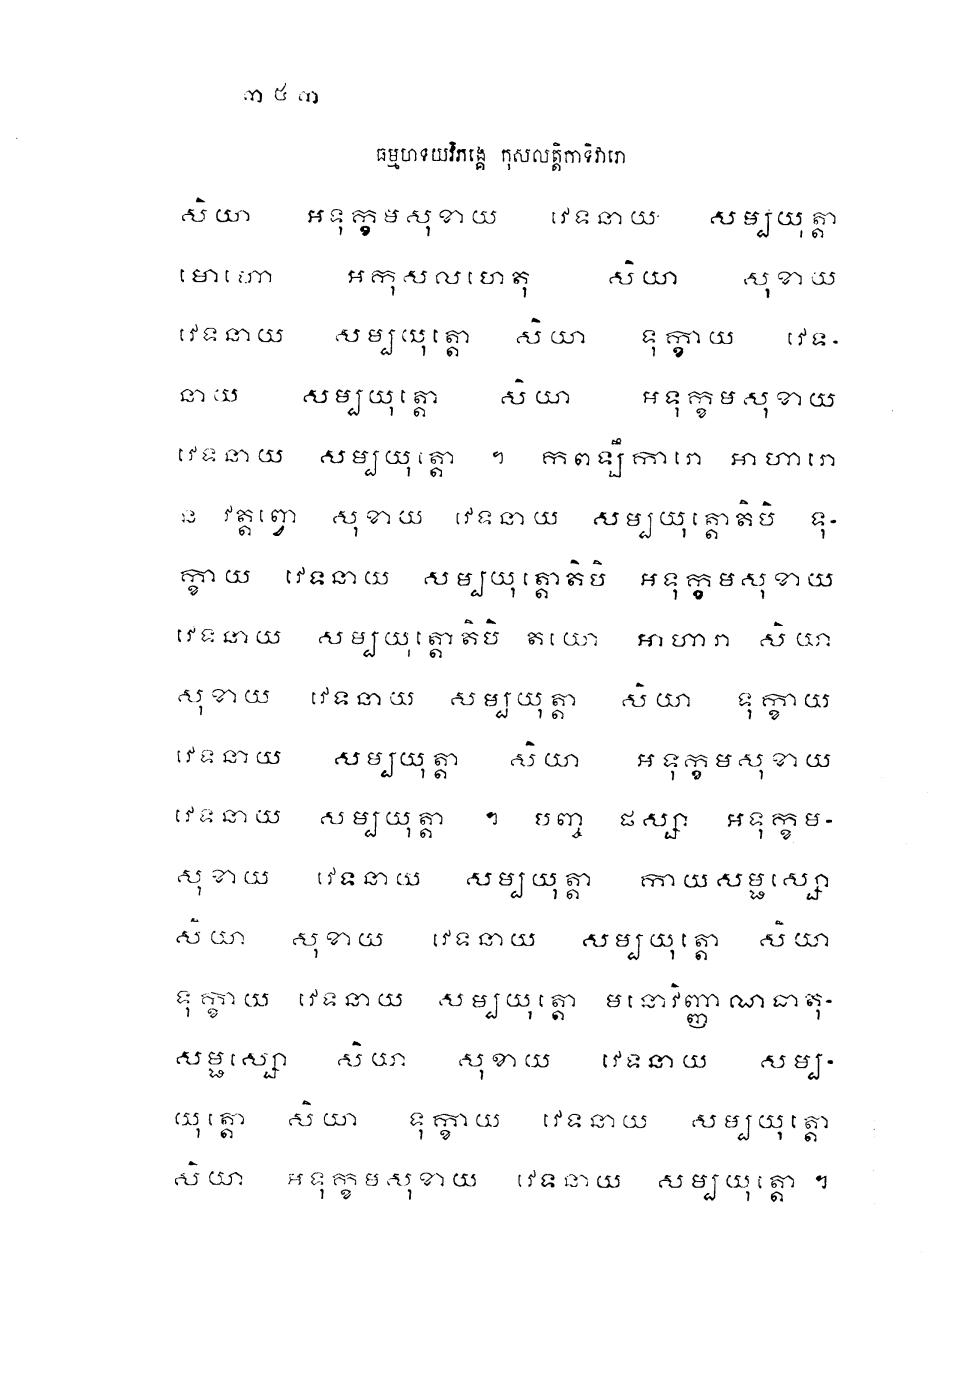 ៣៥៣
ធម្មហទយវិភង្គេ កុសលត្តិកាទិវារោ
សិយា អទុក្ខមសុខាយ វេទនាយ សម្បយុត្តា
មោហោ អកុសលហេតុ សិយា សុខាយ
វេទនាយ សម្បយុត្តោ សិយា ទុក្ខាយ វេទ-
នាយ សម្បយុត្តោ សិយា អទុក្ខមសុខាយ
វេទនាយ សម្បយុត្តោ ។ កពឡីការោ អាហារោ
ន វត្តព្វោ សុខាយ វេទនាយ សម្បយុត្តោតិបិ ទុ-
ក្ខាយ វេទនាយ សម្បយុត្តោតិបិ អទុក្ខមសុខាយ
វេទនាយ សម្បយុត្តោតិបិ តយោ អាហារា សិយា
សុខាយ វេទនាយ សម្បយុត្តា សិយា ទុក្ខាយ
វេទនាយ សម្បយុត្តា សិយា អទុក្ខមសុខាយ
វេទនាយ សម្បយុត្តា ។ បញ្ច ផស្សា អទុក្ខម-
សុខាយ វេទនាយ សម្បយុត្តា កាយសម្ផស្សោ
សិយា សុខាយ វេទនាយ សម្បយុត្តោ សិយា
ទុក្ខាយ វេទនាយ សម្បយុត្តោ មនោវិញ្ញាណធាតុ-
សម្ផស្សោ សិយា សុខាយ វេទនាយ សម្ប-
យុត្តោ សិយា ទុក្ខាយ វេទនាយ សម្បយុត្តោ
សិយា អទុក្ខមសុខាយ វេទនាយ សម្បយុត្តោ ។